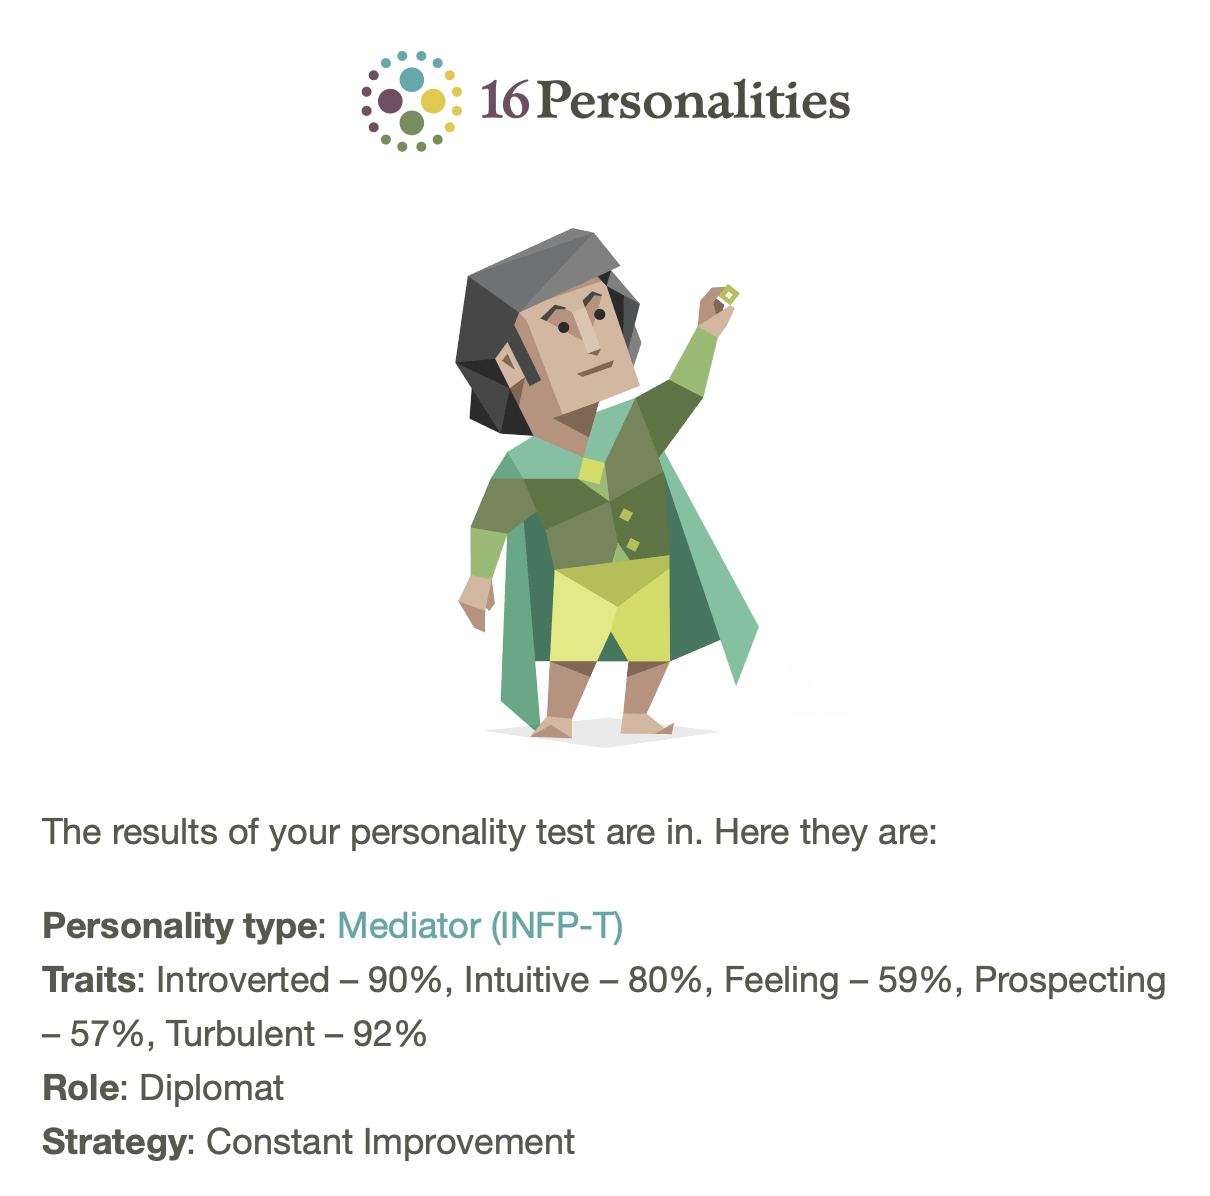 16Personalities
The results of your personality test are in. Here they are:
Personality type: Mediator (INFP-T)
Traits: Introverted – 90%, Intuitive – 80%, Feeling – 59%, Prospecting
– 57%, Turbulent – 92%
Role: Diplomat
Strategy: Constant Improvement